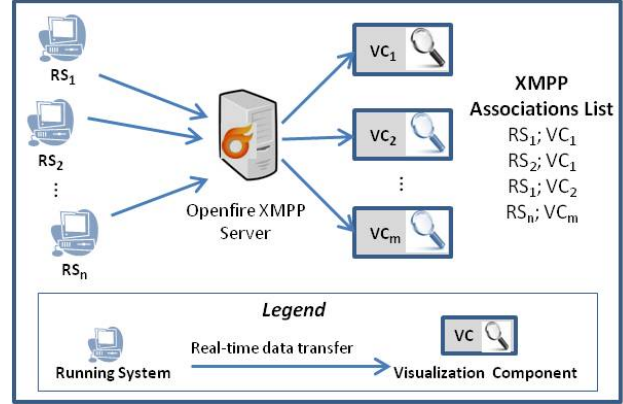 RS₁
RS₂
⋮
RSₙ
Openfire XMPP
Server
VC₁
VC₂
⋮
VCₘ
XMPP
Associations List
RS₁; VC₁
RS₂; VC₁
RS₁; VC₂
RSₙ; VCₘ
Legend
Running System
Real-time data transfer
VC
Visualization Component